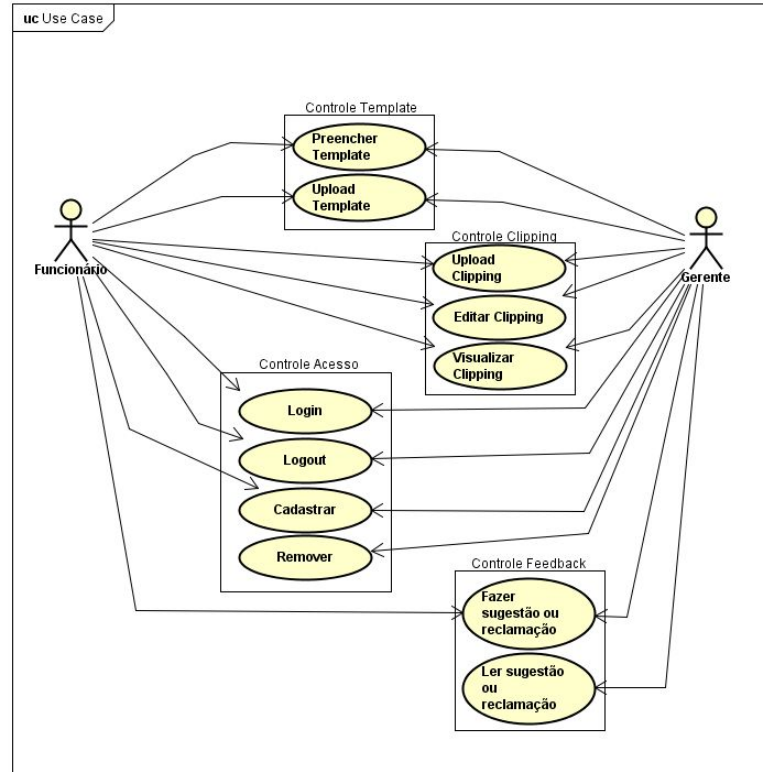 uc Use Case
Controle Template
Preencher
Template
Upload
Template
Funcionário
Gerente
Controle Clipping
Upload
Clipping
Editar Clipping
Visualizar
Clipping
Controle Acesso
Login
Logout
Cadastrar
Remover
Controle Feedback
Fazer
sugestão ou
reclamação
Ler sugestão
ou
reclamação